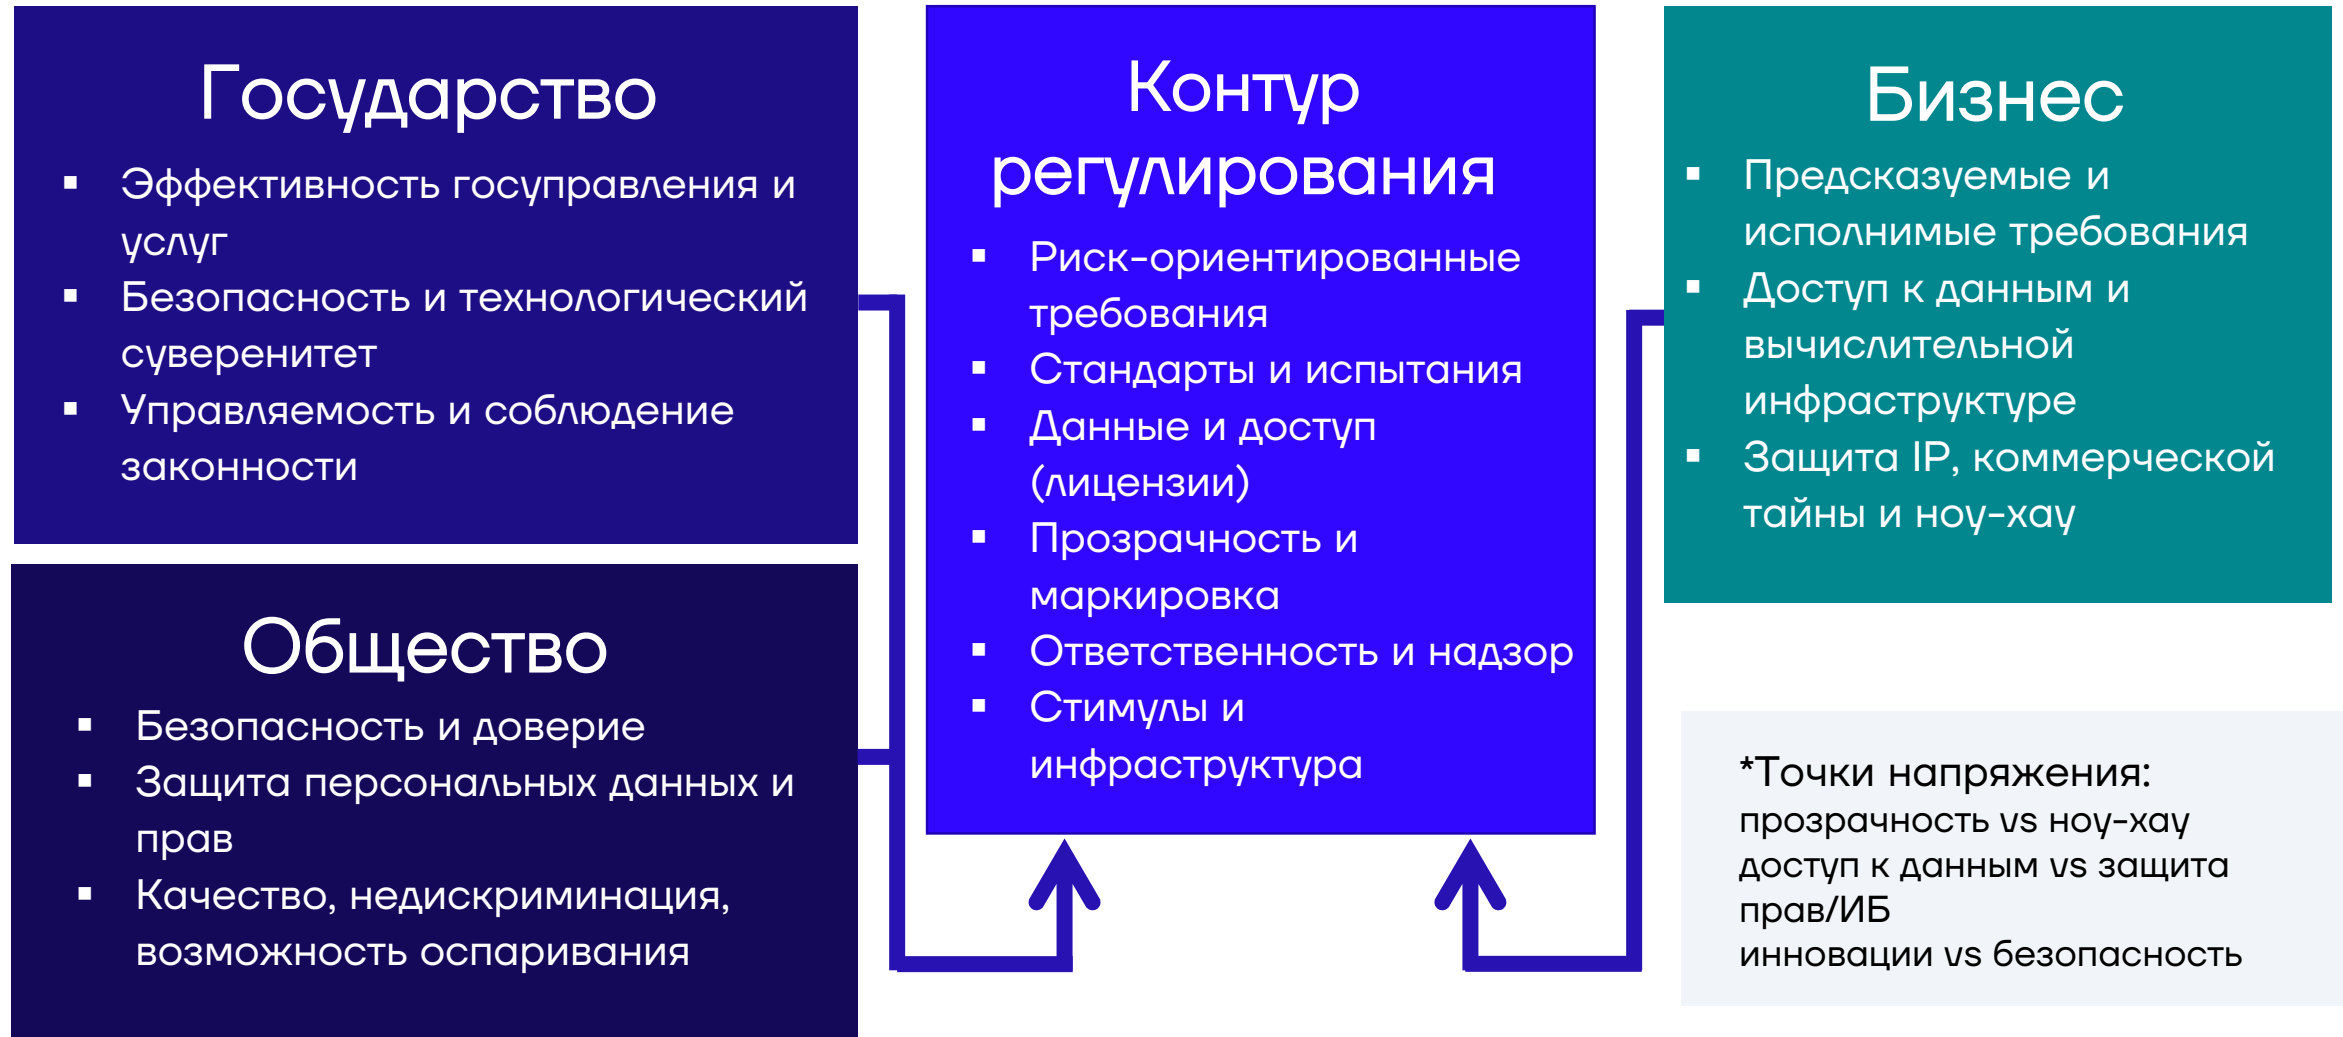 Государство
▪ Эффективность госуправления и
услуг
▪ Безопасность и технологический
суверенитет
▪ Управляемость и соблюдение
законности
Общество
▪ Безопасность и доверие
▪ Защита персональных данных и
прав
▪ Качество, недискриминация,
возможность оспаривания
Контур
регулирования
▪ Риск-ориентированные
требования
▪ Стандарты и испытания
▪ Данные и доступ
(лицензии)
▪ Прозрачность и
маркировка
▪ Ответственность и надзор
▪ Стимулы и
инфраструктура
Бизнес
▪ Предсказуемые и
исполнимые требования
▪ Доступ к данным и
вычислительной
инфраструктуре
▪ Защита IP, коммерческой
тайны и ноу-хау
*Точки напряжения:
прозрачность vs ноу-хау
доступ к данным vs защита
прав/ИБ
инновации vs безопасность